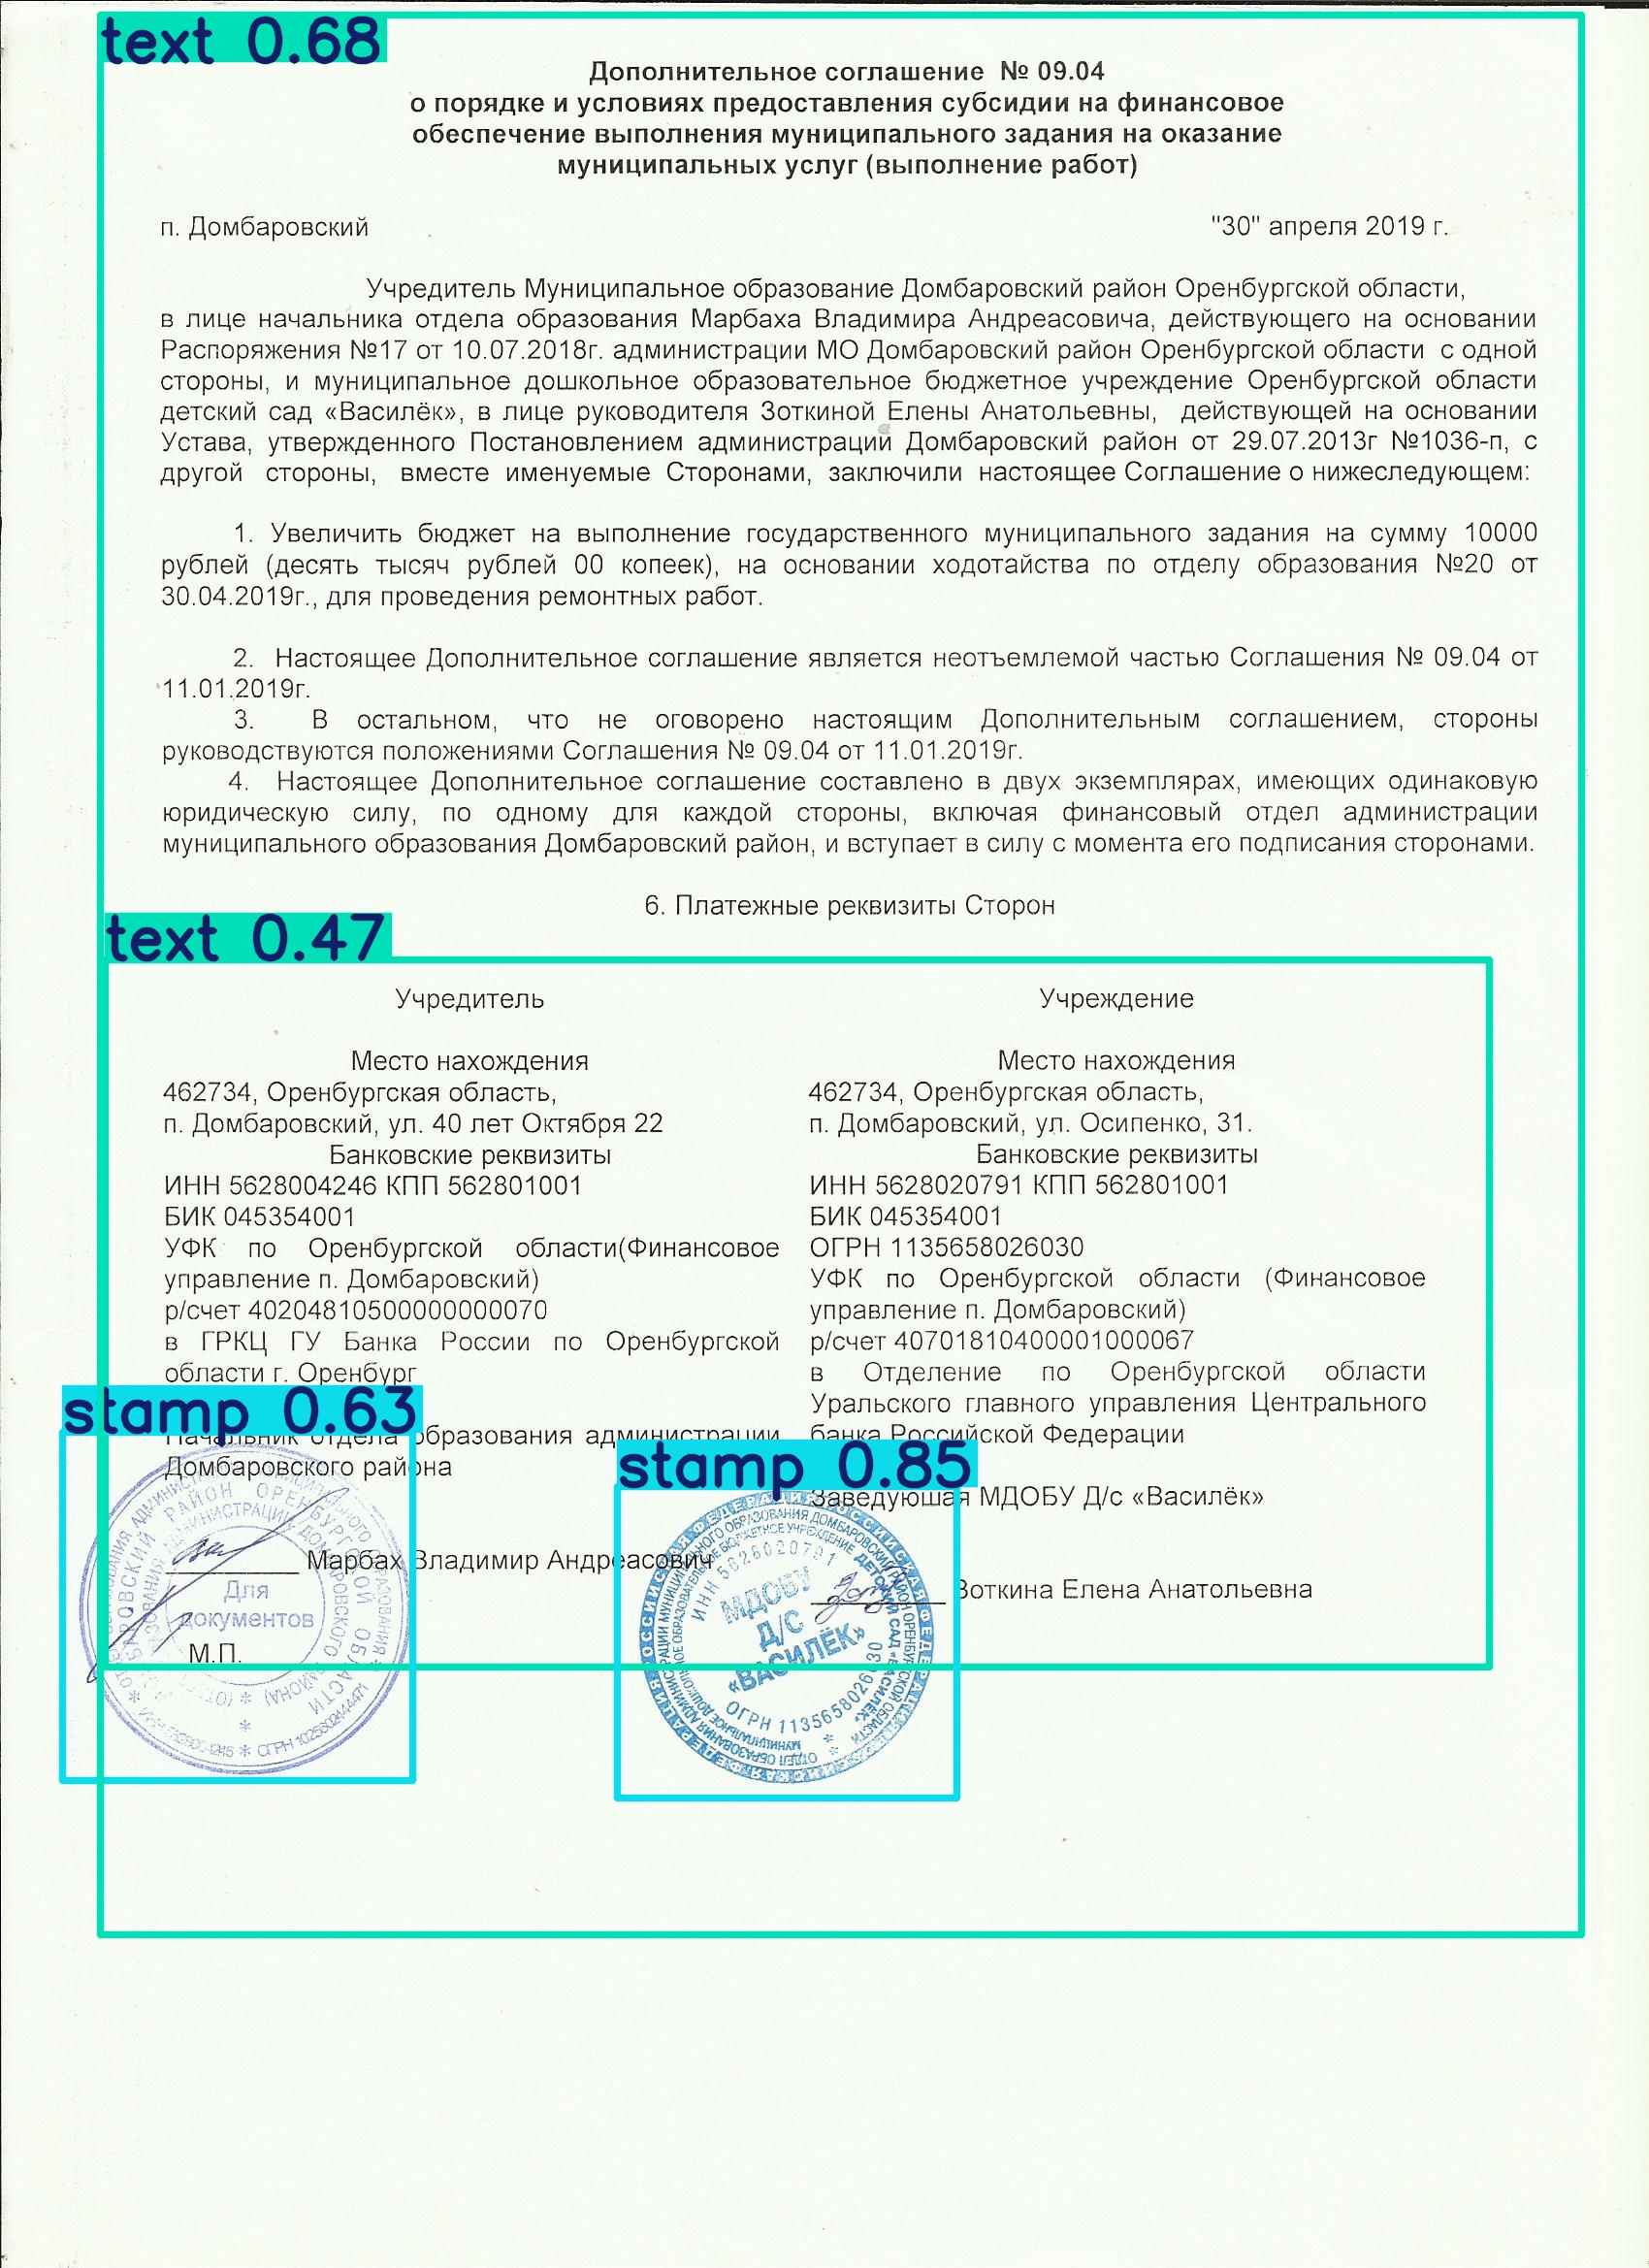 text 0.68
Дополнительное соглашение № 09.04
о порядке и условиях предоставления субсидии на финансовое
обеспечение выполнения муниципального задания на оказание
муниципальных услуг (выполнение работ)
п. Домбаровский
"30" апреля 2019 г.
Учредитель Муниципальное образование Домбаровский район Оренбургской области,
в лице начальника отдела образования Марбаха Владимира Андреасовича, действующего на основании
Распоряжения №17 от 10.07.2018г. администрации МО Домбаровский район Оренбургской области с одной
стороны, и муниципальное дошкольное образовательное бюджетное учреждение Оренбургской области
детский сад «Василёк», в лице руководителя Зоткиной Елены Анатольевны, действующей на основании
Устава, утвержденного Постановлением администраций Домбаровский район от 29.07.2013г №1036-п, с
другой стороны, вместе именуемые Сторонами, заключили настоящее Соглашение о нижеследующем:
1. Увеличить бюджет на выполнение государственного муниципального задания на сумму 10000
рублей (десять тысяч рублей 00 копеек), на основании ходотайства по отделу образования №20 от
30.04.2019г., для проведения ремонтных работ.
2. Настоящее Дополнительное соглашение является неотъемлемой частью Соглашения № 09.04 от
11.01.2019г.
3. В остальном, что не оговорено настоящим Дополнительным соглашением, стороны
руководствуются положениями Соглашения № 09.04 от 11.01.2019г.
4. Настоящее Дополнительное соглашение составлено в двух экземплярах, имеющих одинаковую
юридическую силу, по одному для каждой стороны, включая финансовый отдел администрации
муниципального образования Домбаровский район, и вступает в силу с момента его подписания сторонами.
6. Платежные реквизиты Сторон
text 0.47
Учредитель
Место нахождения
462734, Оренбургская область,
п. Домбаровский, ул. 40 лет Октября 22
Банковские реквизиты
ИНН 5628004246 КПП 562801001
БИК 045354001
УФК по Оренбургской области(Финансовое
управление п. Домбаровский)
р/счет 40204810500000000070
в ГРКЦ ГУ Банка России по Оренбургской
области г. Оренбург
stamp 0.63
Начальник отдела образования администрации
Домбаровского района
Марбах Владимир Андреасович
Для
документов
М.П.
Учреждение
Место нахождения
462734, Оренбургская область,
п. Домбаровский, ул. Осипенко, 31.
Банковские реквизиты
ИНН 5628020791 КПП 562801001
БИК 045354001
ОГРН 1135658026030
УФК по Оренбургской области (Финансовое
управление п. Домбаровский)
р/счет 40701810400001000067
в Отделение по Оренбургской области
Уральского главного управления Центрального
банка Российской Федерации
stamp 0.85
Заведующая МДОБУ Д/с «Василёк»
Зоткина Елена Анатольевна
ИНН 5628020791
МДОБУ
Д/С
«ВАСИЛЁК»
ОГРН 1135658026030